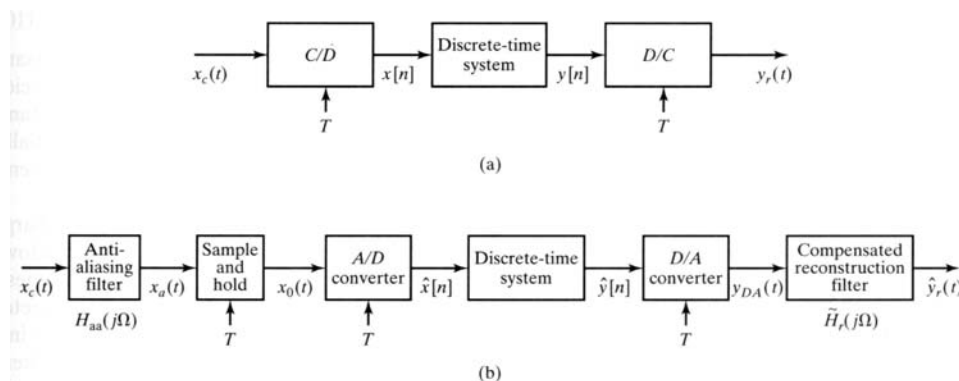 C/D
Discrete-time
system
D/C
x_c(t)
x[n]
y[n]
y_r(t)
T
T
(a)
Anti-
aliasing
filter
Sample
and
hold
A/D
converter
Discrete-time
system
D/A
converter
Compensated
reconstruction
filter
x_c(t)
x_a(t)
x_0(t)
x̂[n]
ŷ[n]
y_DA(t)
ŷ_r(t)
H_aa(jΩ)
T
T
T
H̃_r(jΩ)
(b)